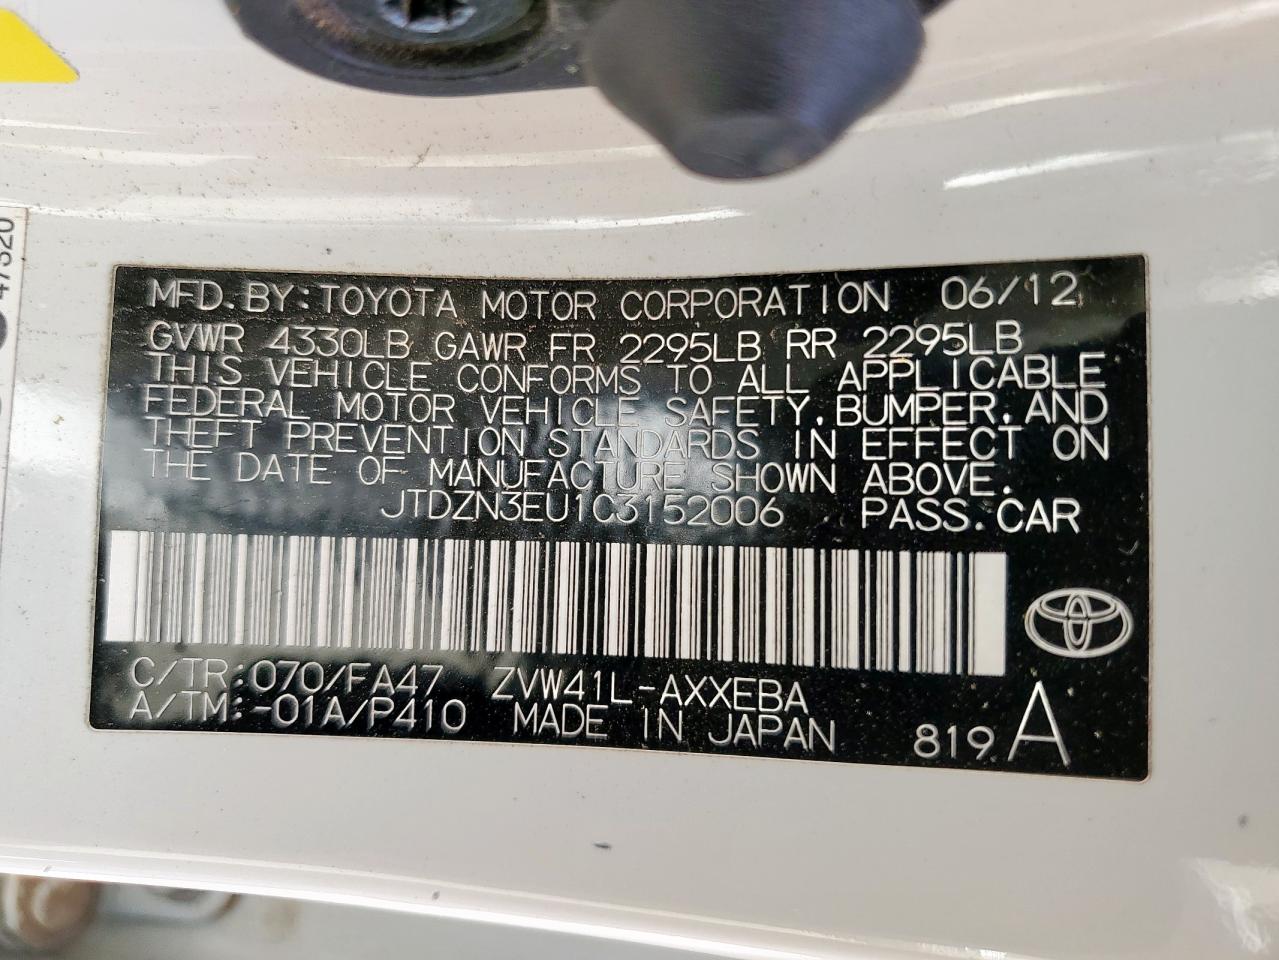 MFD.BY:TOYOTA MOTOR CORPORATION 06/12
GVWR 4330LB GAWR FR 2295LB RR 2295LB
THIS VEHICLE CONFORMS TO ALL APPLICABLE
FEDERAL MOTOR VEHICLE SAFETY,BUMPER,AND
THEFT PREVENTION STANDARDS IN EFFECT ON
THE DATE OF MANUFACTURE SHOWN ABOVE.
JTDZN3EU1C3152006 PASS.CAR
C/TR:070/FA47 ZVW41L-AXXEBA
A/TM:-01A/P410 MADE IN JAPAN 819 A